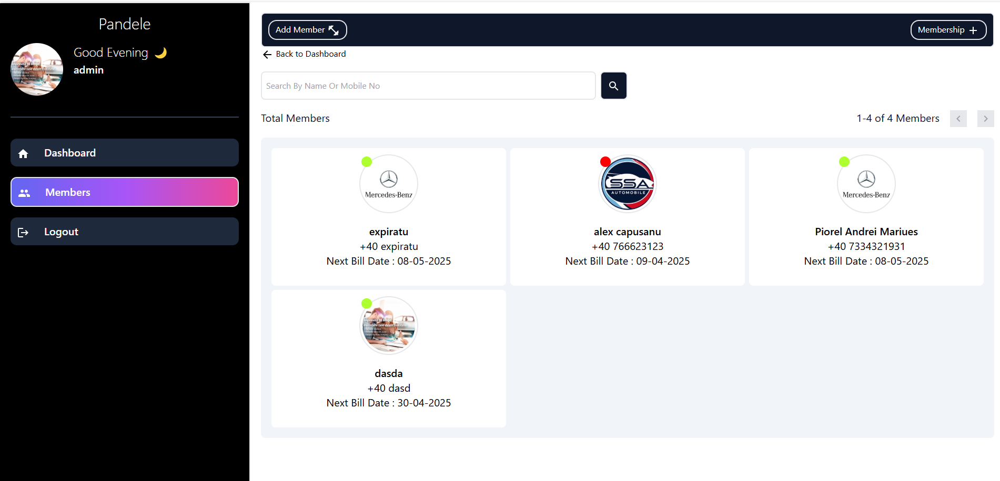 Pandele
Good Evening 🌙
admin
Dashboard
Members
Logout
Add Member
Membership
Back to Dashboard
Search By Name Or Mobile No
Total Members
1-4 of 4 Members
Mercedes-Benz
expiratu
+40 expiratu
Next Bill Date : 08-05-2025
SSA
AUTOMOBILE
alex capusanu
+40 766623123
Next Bill Date : 09-04-2025
Mercedes-Benz
Piorel Andrei Mariues
+40 7334321931
Next Bill Date : 08-05-2025
dasda
+40 dasd
Next Bill Date : 30-04-2025